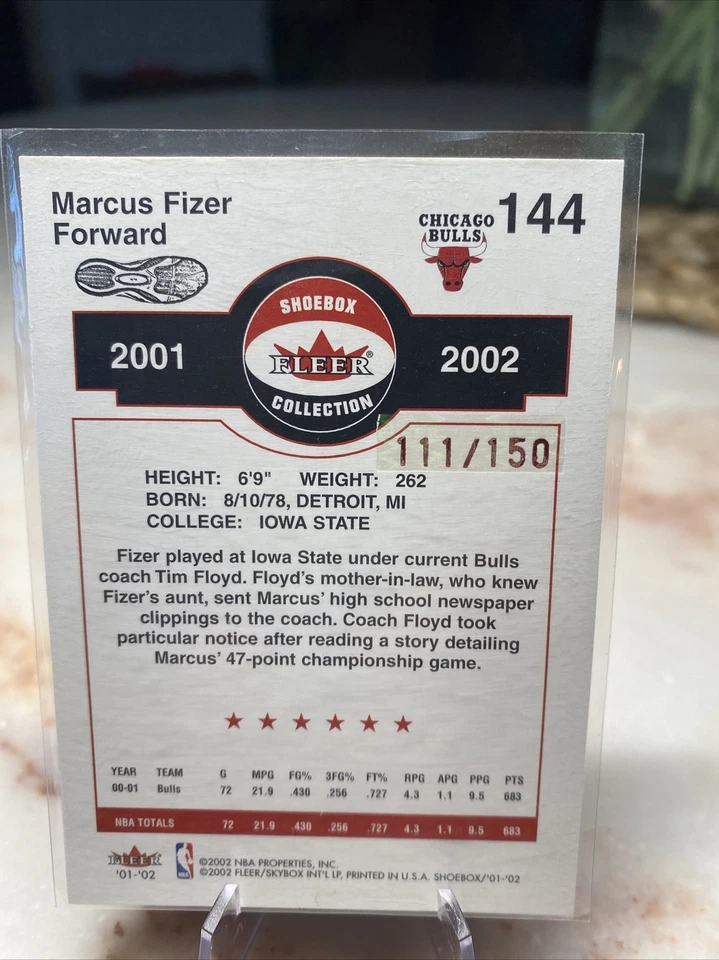 Marcus Fizer
Forward
CHICAGO
BULLS
144
SHOEBOX
2001 FLEER® 2002
COLLECTION
111/150
HEIGHT: 6'9" WEIGHT: 262
BORN: 8/10/78, DETROIT, MI
COLLEGE: IOWA STATE
Fizer played at Iowa State under current Bulls
coach Tim Floyd. Floyd's mother-in-law, who knew
Fizer's aunt, sent Marcus' high school newspaper
clippings to the coach. Coach Floyd took
particular notice after reading a story detailing
Marcus' 47-point championship game.
YEAR TEAM G MPG FG% 3FG% FT% RPG APG PPG PTS
00-01 Bulls 72 21.9 .430 .256 .727 4.3 1.1 9.5 683
NBA TOTALS 72 21.9 .430 .256 .727 4.3 1.1 9.5 683
FLEER
'01-'02
NBA
©2002 NBA PROPERTIES, INC.
©2002 FLEER/SKYBOX INT'L LP, PRINTED IN U.S.A. SHOEBOX/'01-'02